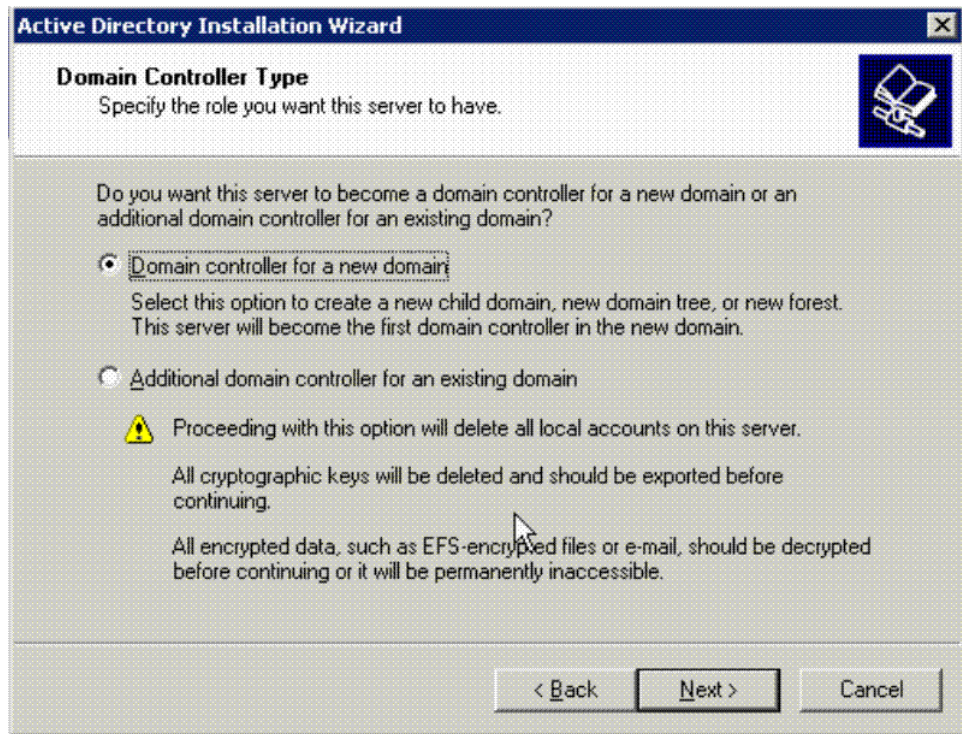 Active Directory Installation Wizard
Domain Controller Type
Specify the role you want this server to have.
Do you want this server to become a domain controller for a new domain or an
additional domain controller for an existing domain?
Domain controller for a new domain
Select this option to create a new child domain, new domain tree, or new forest.
This server will become the first domain controller in the new domain.
Additional domain controller for an existing domain
Proceeding with this option will delete all local accounts on this server.
All cryptographic keys will be deleted and should be exported before
continuing.
All encrypted data, such as EFS-encrypted files or e-mail, should be decrypted
before continuing or it will be permanently inaccessible.
< Back Next > Cancel